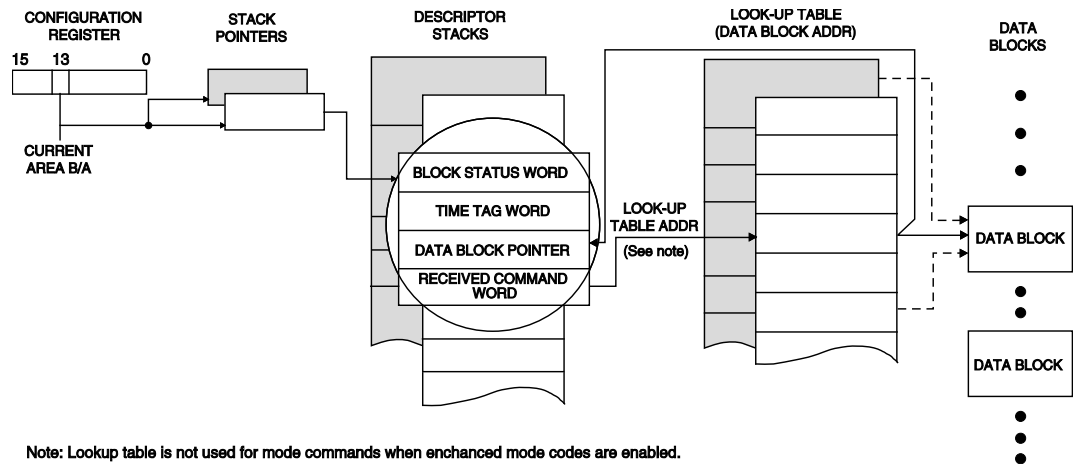 CONFIGURATION
REGISTER
15 13 0
STACK
POINTERS
DESCRIPTOR
STACKS
LOOK-UP TABLE
(DATA BLOCK ADDR)
DATA
BLOCKS
CURRENT
AREA B/A
BLOCK STATUS WORD
TIME TAG WORD
DATA BLOCK POINTER
RECEIVED COMMAND
WORD
LOOK-UP
TABLE ADDR
(See note)
DATA BLOCK
DATA BLOCK
Note: Lookup table is not used for mode commands when enchanced mode codes are enabled.